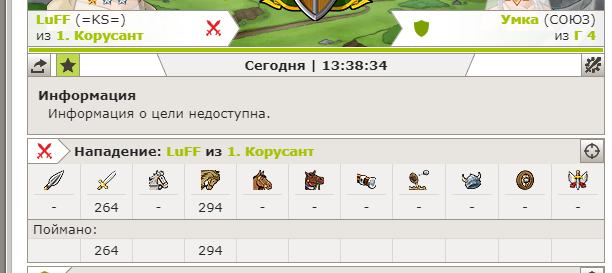 LuFF (=KS=)
из 1. Корусант
Умка (СОЮЗ)
из Г 4
Сегодня | 13:38:34
Информация
Информация о цели недоступна.
Нападение: LuFF из 1. Корусант
- 264 - 294 - - - - - - -
Поймано:
264 294